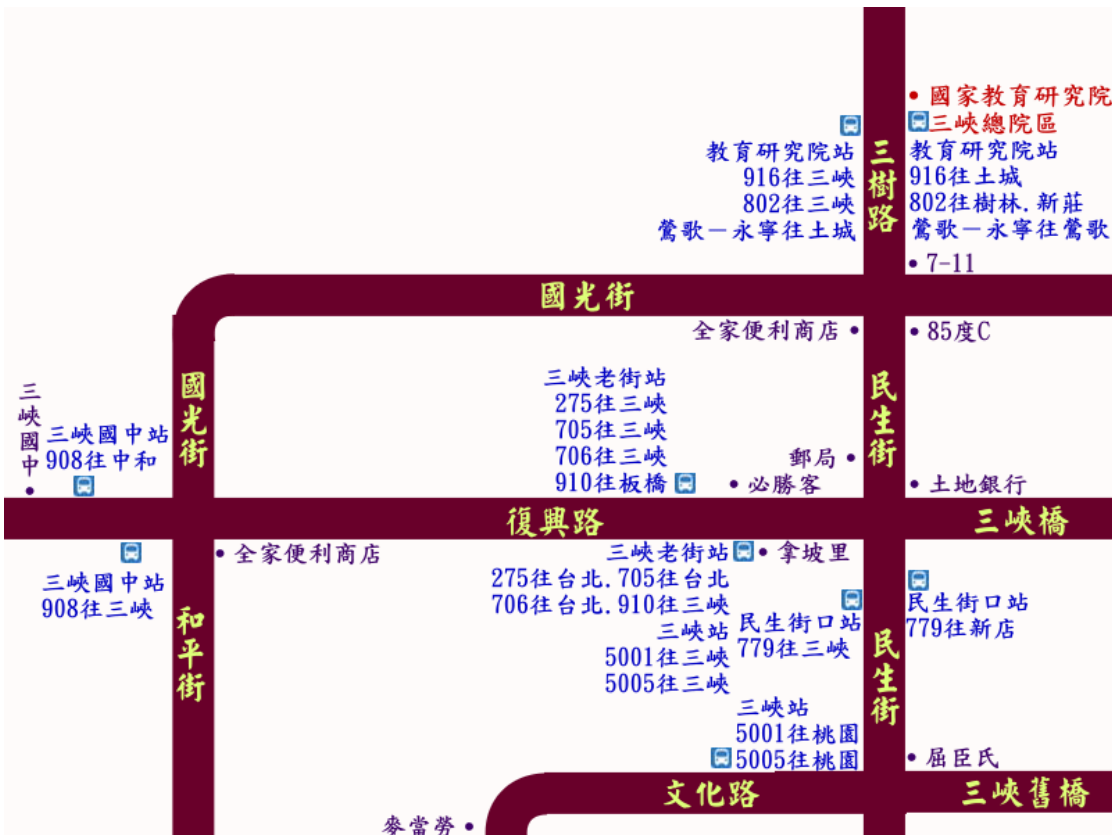 國家教育研究院
三峽總院區
教育研究院站
916往三峽
802往三峽
鶯歌－永寧往土城
三樹路
教育研究院站
916往土城
802往樹林.新莊
鶯歌－永寧往鶯歌
7-11
國光街
全家便利商店
85度C
三峽國中
三峽國中站
908往中和
國光街
三峽老街站
275往三峽
705往三峽
706往三峽
910往板橋
民生街
郵局
必勝客
土地銀行
復興路
三峽橋
三峽國中站
908往三峽
全家便利商店
和平街
三峽老街站
275往台北.705往台北
706往台北.910往三峽
拿坡里
三峽站
5001往三峽
5005往三峽
民生街口站
779往三峽
民生街口站
779往新店
民生街
三峽站
5001往桃園
5005往桃園
屈臣氏
文化路
三峽舊橋
麥當勞